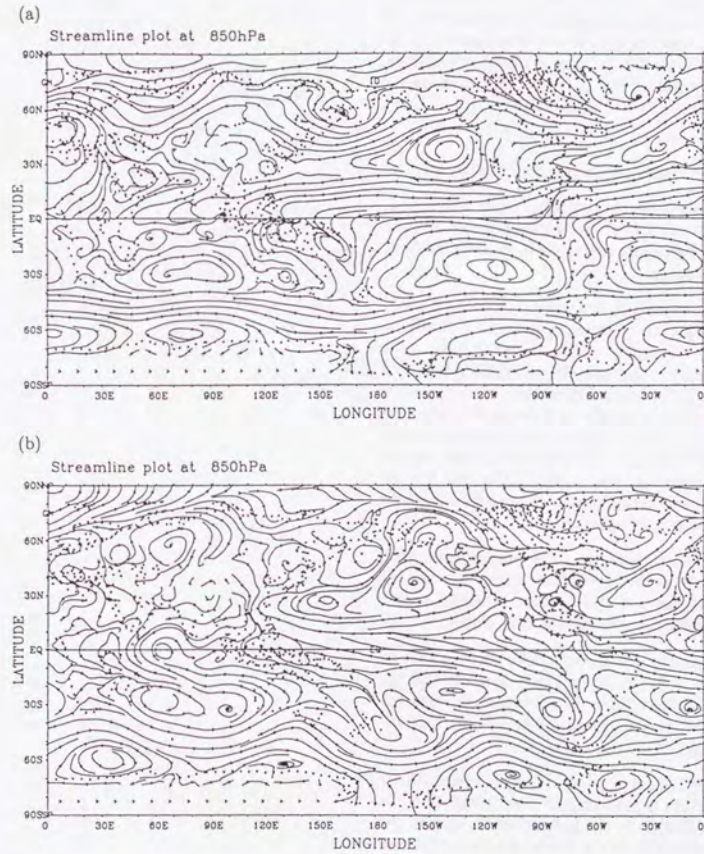 (a)
Streamline plot at 850hPa
90N
60N
30N
EQ
30S
60S
90S
LATITUDE
0 30E 60E 90E 120E 150E 180 150W 120W 90W 60W 30W 0
LONGITUDE
(b)
Streamline plot at 850hPa
90N
60N
30N
EQ
30S
60S
90S
LATITUDE
0 30E 60E 90E 120E 150E 180 150W 120W 90W 60W 30W 0
LONGITUDE